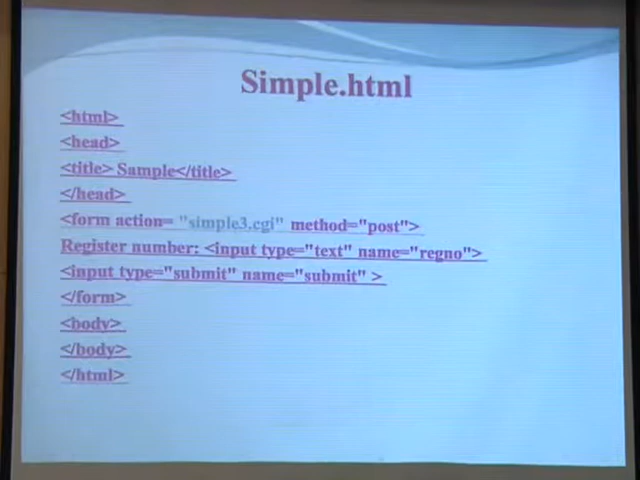 Simple.html
<html>
<head>
<title> Sample</title>
</head>
<form action= "simple3.cgi" method="post">
Register number: <input type="text" name="regno">
<input type="submit" name="submit" >
</form>
<body>
</body>
</html>